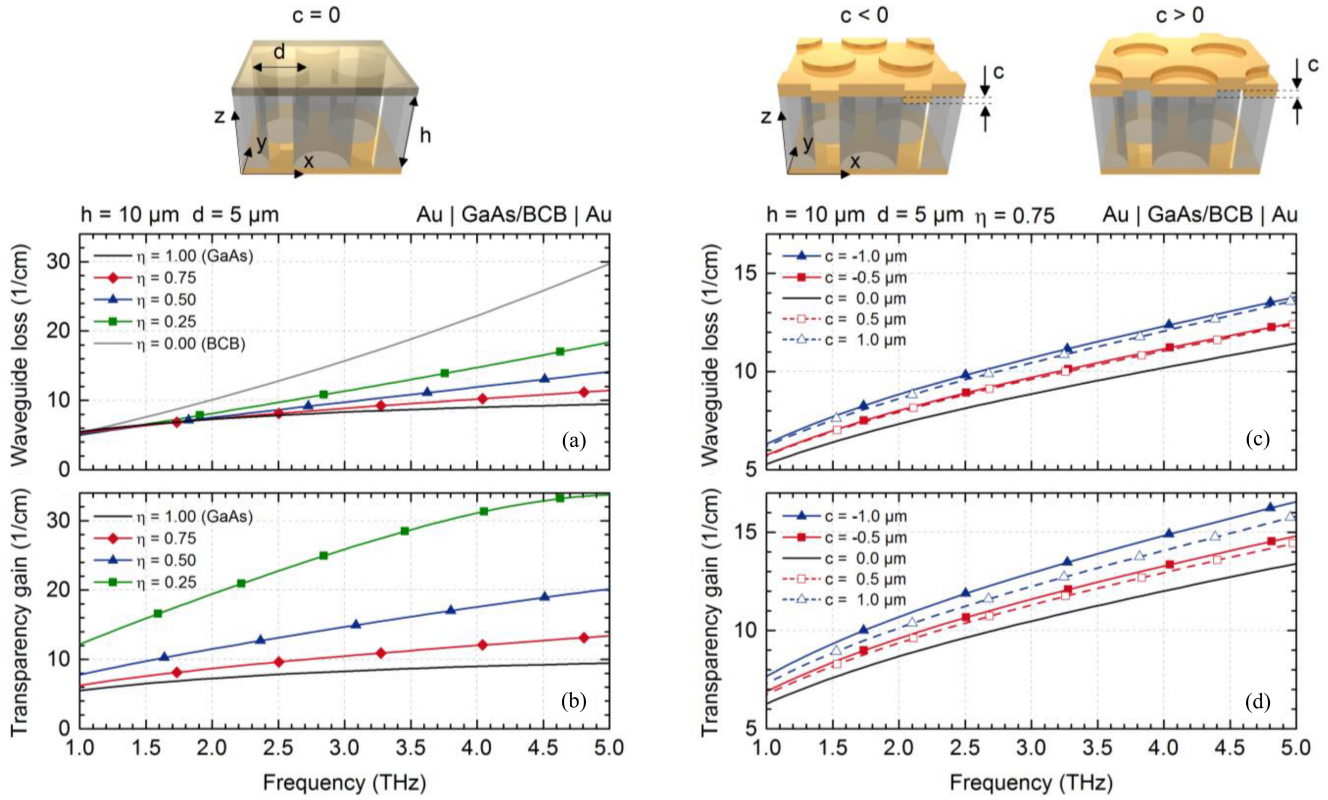 c = 0
d
z
y
x
h
c < 0
c > 0
c
c
z
y
x
h = 10 µm d = 5 µm Au | GaAs/BCB | Au
Waveguide loss (1/cm)
30
20
10
0
η = 1.00 (GaAs)
η = 0.75
η = 0.50
η = 0.25
η = 0.00 (BCB)
(a)
Transparency gain (1/cm)
30
20
10
0
η = 1.00 (GaAs)
η = 0.75
η = 0.50
η = 0.25
(b)
1.0 1.5 2.0 2.5 3.0 3.5 4.0 4.5 5.0
Frequency (THz)
h = 10 µm d = 5 µm η = 0.75 Au | GaAs/BCB | Au
Waveguide loss (1/cm)
15
10
5
c = -1.0 µm
c = -0.5 µm
c = 0.0 µm
c = 0.5 µm
c = 1.0 µm
(c)
Transparency gain (1/cm)
15
10
5
c = -1.0 µm
c = -0.5 µm
c = 0.0 µm
c = 0.5 µm
c = 1.0 µm
(d)
1.0 1.5 2.0 2.5 3.0 3.5 4.0 4.5 5.0
Frequency (THz)